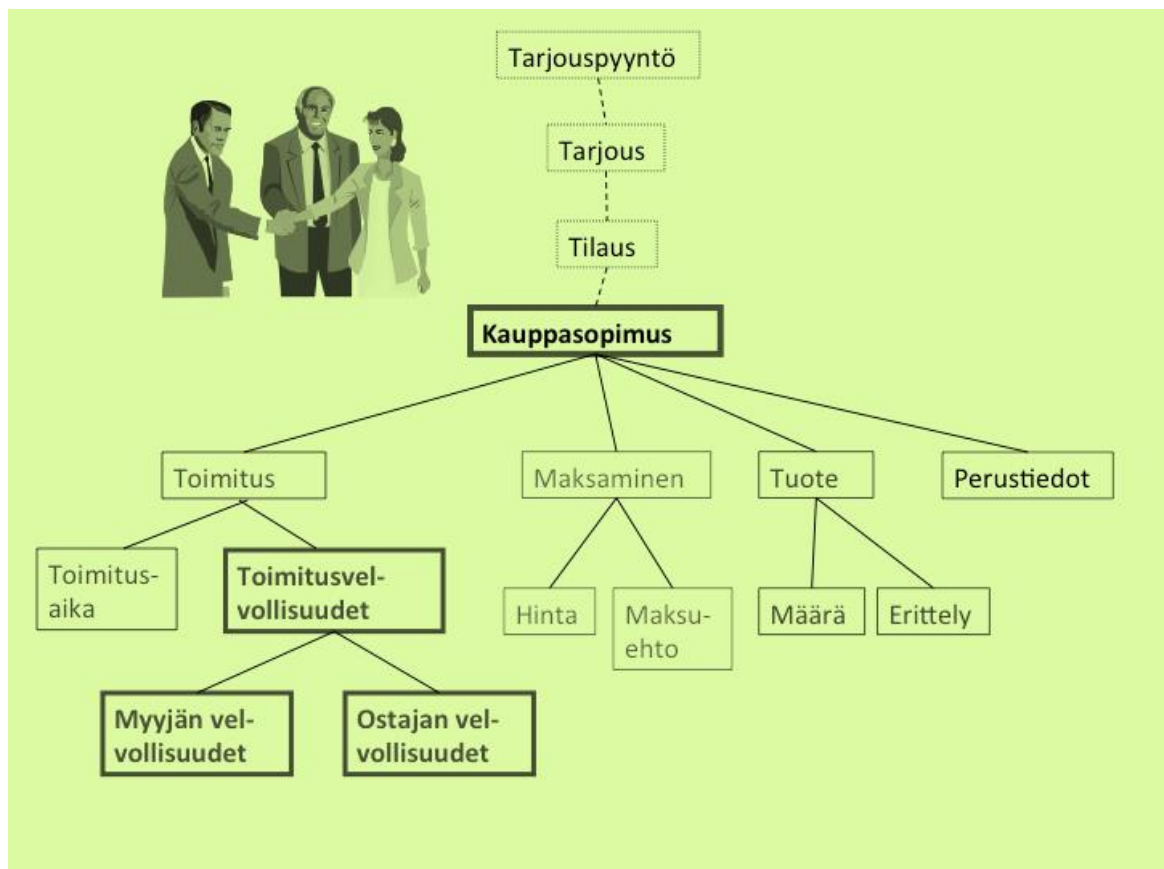 Tarjouspyyntö
Tarjous
Tilaus
Kauppasopimus
Toimitus
Maksaminen
Tuote
Perustiedot
Toimitus-
aika
Toimitusvel-
vollisuudet
Hinta
Maksu-
ehto
Määrä
Erittely
Myyjän vel-
vollisuudet
Ostajan vel-
vollisuudet